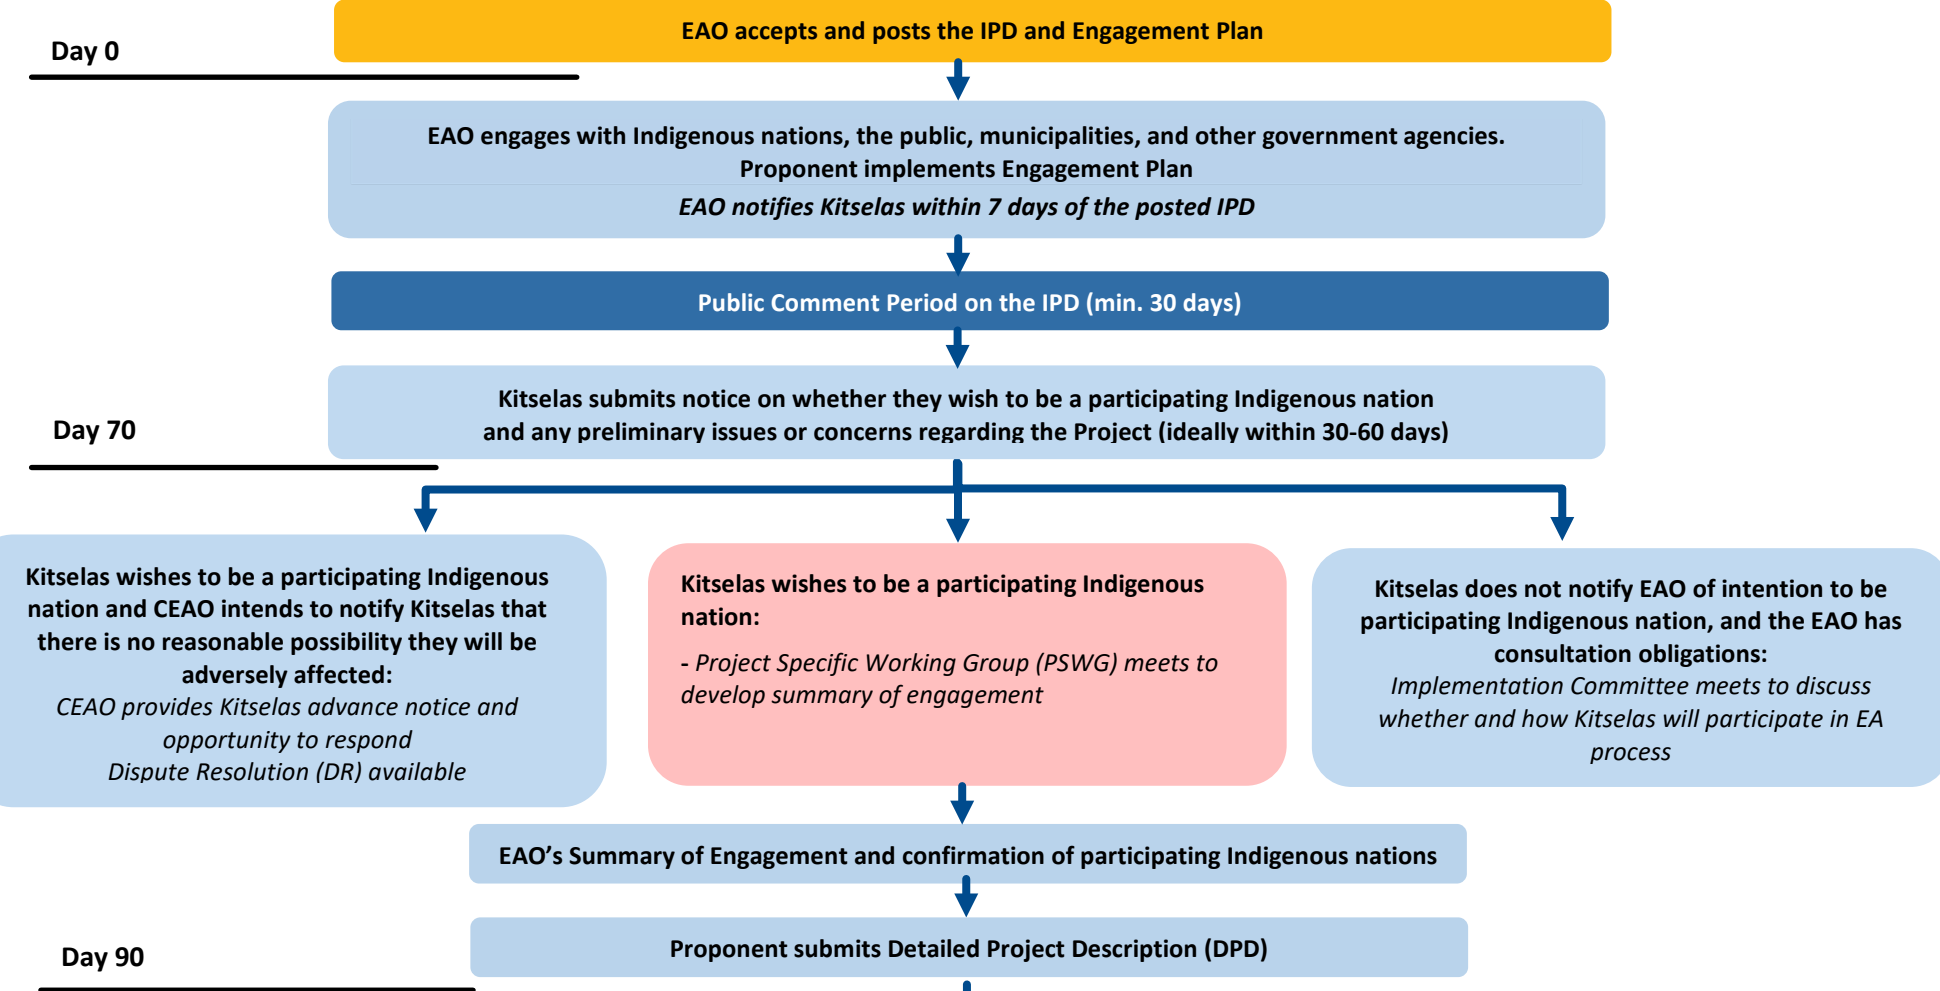 EAO accepts and posts the IPD and Engagement Plan
Day 0
EAO engages with Indigenous nations, the public, municipalities, and other government agencies.
Proponent implements Engagement Plan
EAO notifies Kitselas within 7 days of the posted IPD
Public Comment Period on the IPD (min. 30 days)
Kitselas submits notice on whether they wish to be a participating Indigenous nation
and any preliminary issues or concerns regarding the Project (ideally within 30-60 days)
Day 70
Kitselas wishes to be a participating Indigenous
nation and CEAO intends to notify Kitselas that
there is no reasonable possibility they will be
adversely affected:
CEAO provides Kitselas advance notice and
opportunity to respond
Dispute Resolution (DR) available
Kitselas wishes to be a participating Indigenous
nation:
- Project Specific Working Group (PSWG) meets to
develop summary of engagement
Kitselas does not notify EAO of intention to be
participating Indigenous nation, and the EAO has
consultation obligations:
Implementation Committee meets to discuss
whether and how Kitselas will participate in EA
process
EAO’s Summary of Engagement and confirmation of participating Indigenous nations
Proponent submits Detailed Project Description (DPD)
Day 90